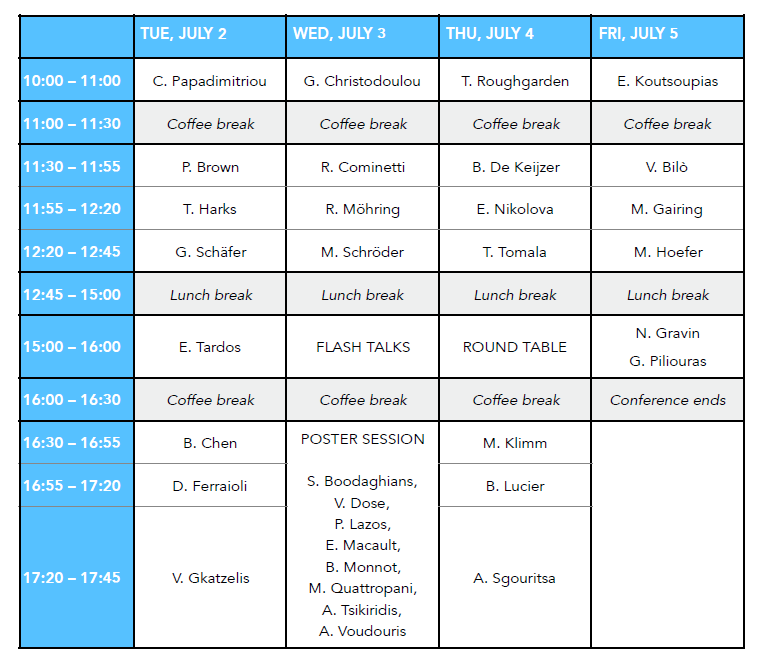 TUE, JULY 2 WED, JULY 3 THU, JULY 4 FRI, JULY 5
10:00 – 11:00 C. Papadimitriou G. Christodoulou T. Roughgarden E. Koutsoupias
11:00 – 11:30 Coffee break Coffee break Coffee break Coffee break
11:30 – 11:55 P. Brown R. Cominetti B. De Keijzer V. Bilò
11:55 – 12:20 T. Harks R. Möhring E. Nikolova M. Gairing
12:20 – 12:45 G. Schäfer M. Schröder T. Tomala M. Hoefer
12:45 – 15:00 Lunch break Lunch break Lunch break Lunch break
15:00 – 16:00 E. Tardos FLASH TALKS ROUND TABLE N. Gravin
G. Piliouras
16:00 – 16:30 Coffee break Coffee break Coffee break Conference ends
16:30 – 16:55 B. Chen POSTER SESSION M. Klimm
16:55 – 17:20 D. Ferraioli S. Boodaghians, B. Lucier
V. Dose,
P. Lazos,
E. Macault,
B. Monnot,
17:20 – 17:45 V. Gkatzelis M. Quattropani, A. Sgouritsa
A. Tsikiridis,
A. Voudouris